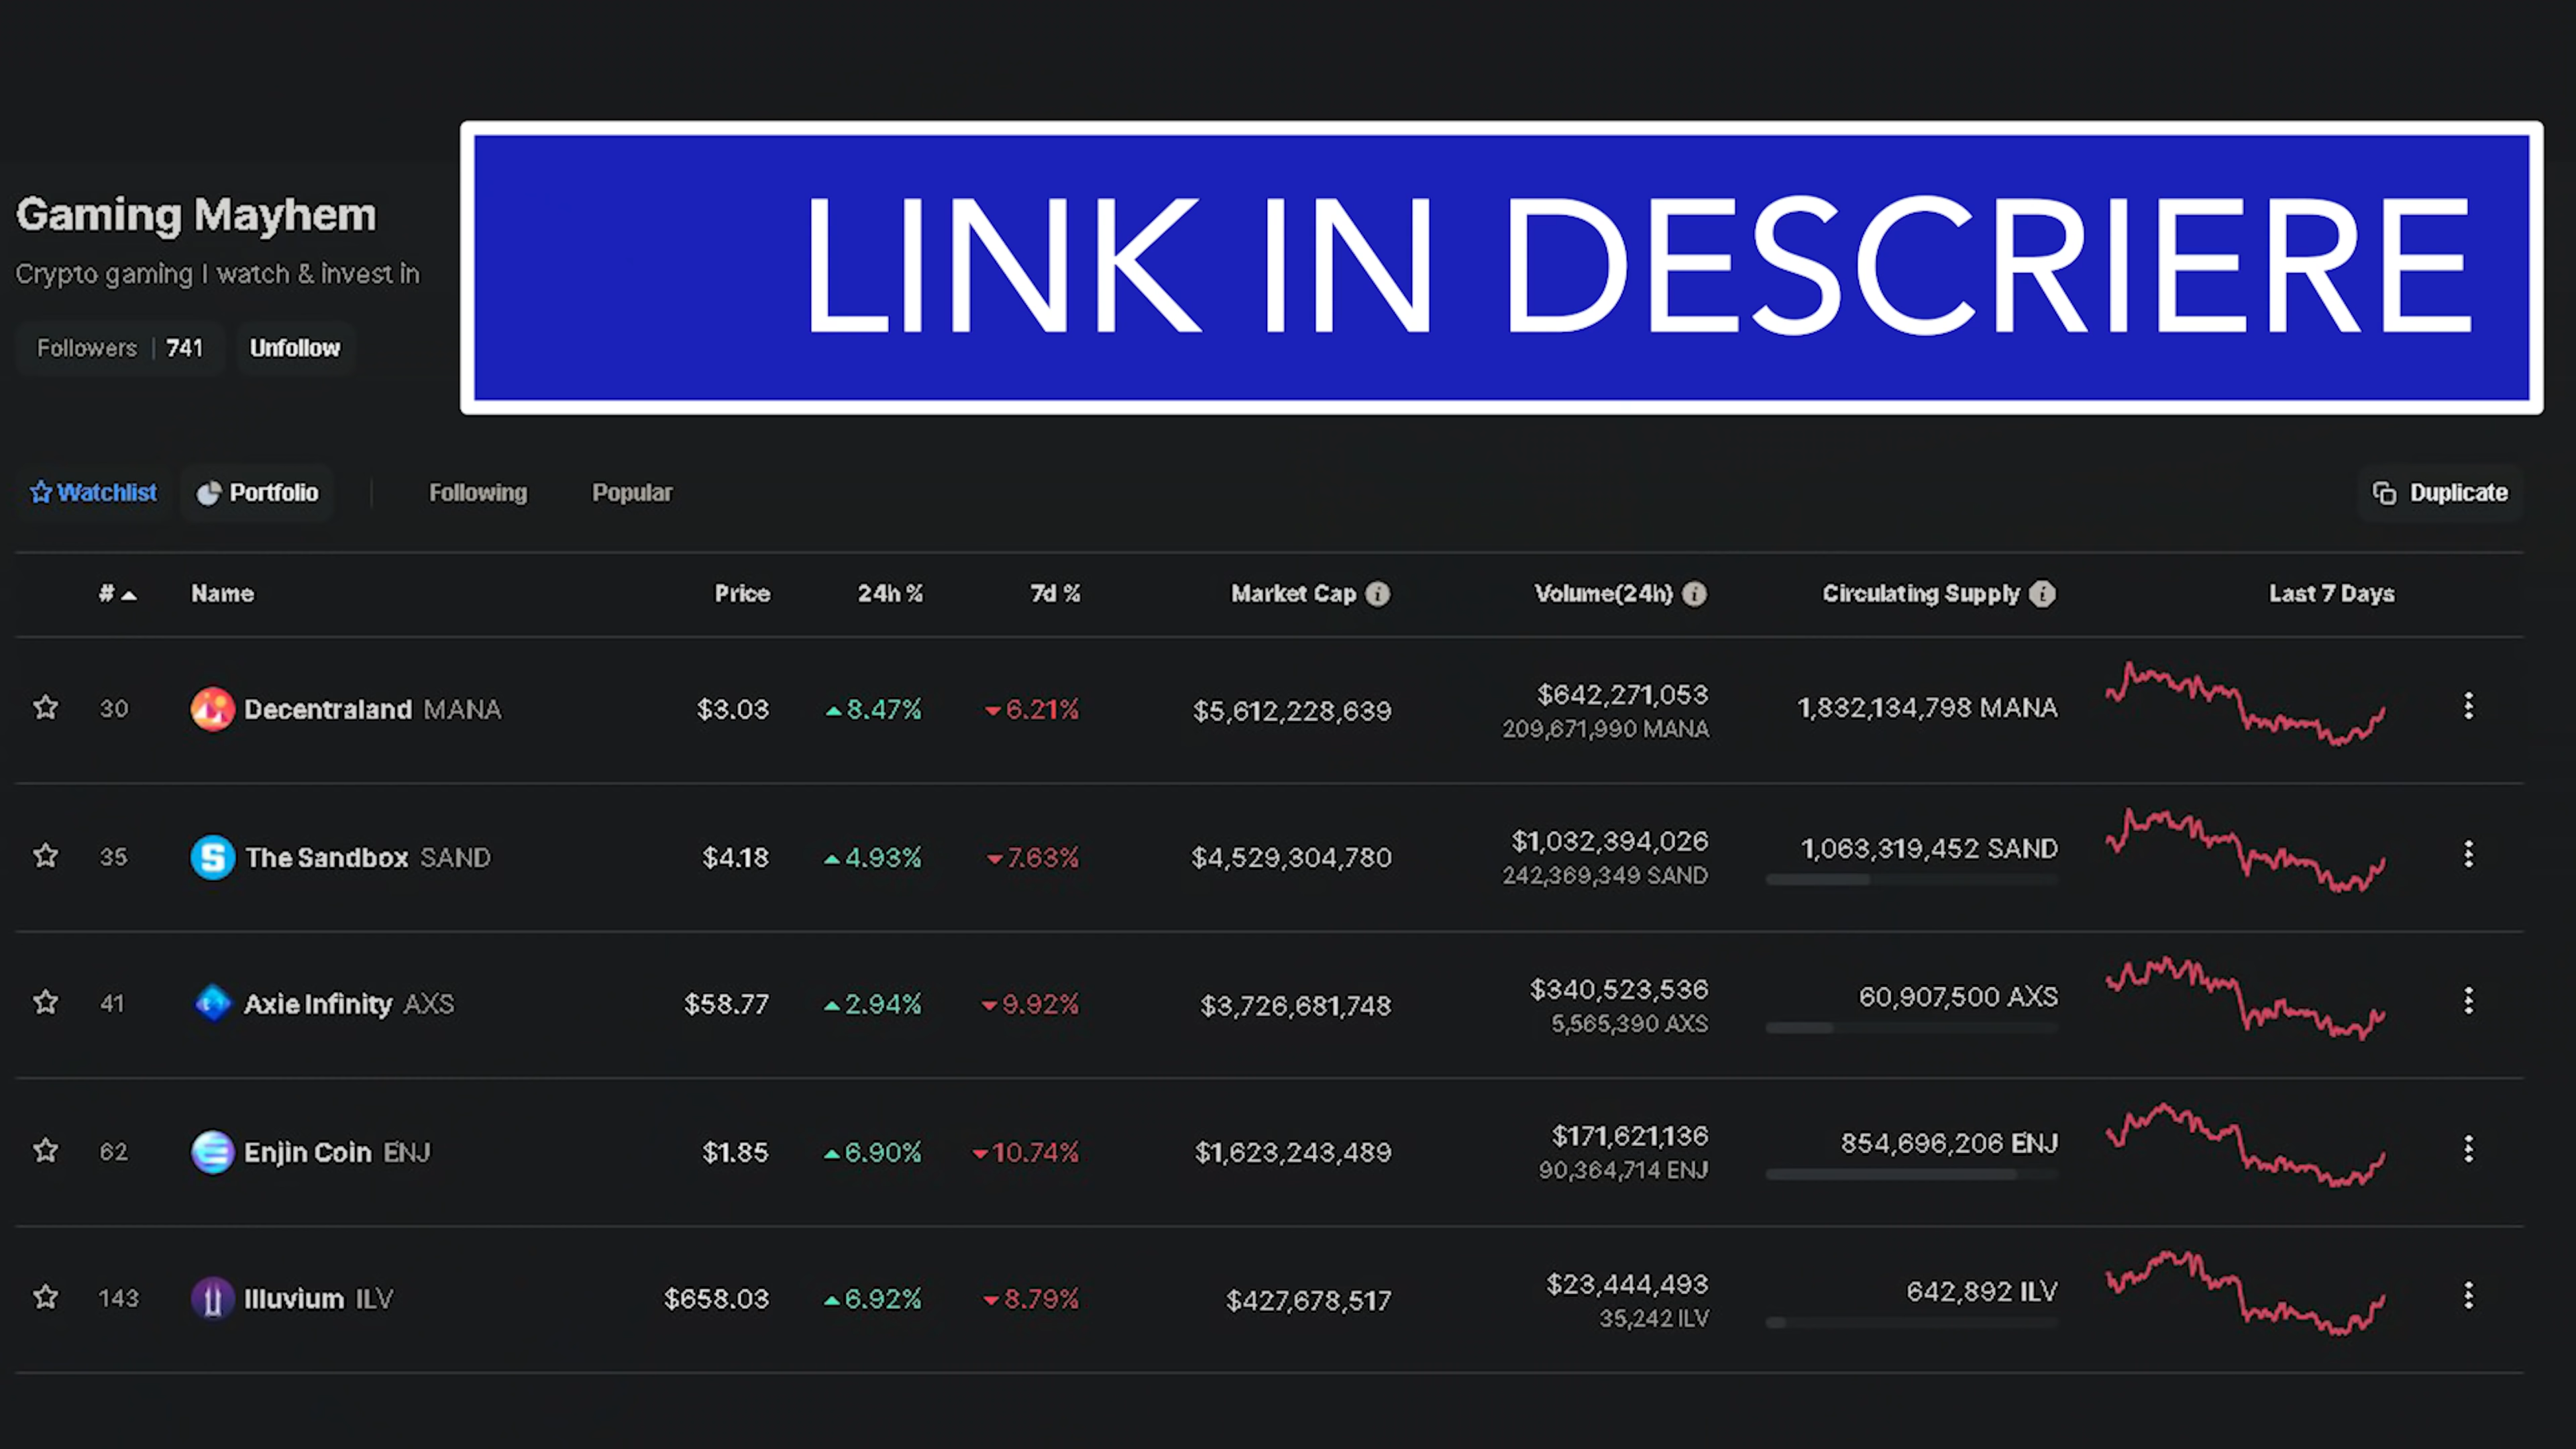 LINK IN DESCRIERE
Gaming Mayhem
Crypto gaming I watch & invest in
Followers | 741 Unfollow
Watchlist Portfolio Following Popular Duplicate
# Name Price 24h % 7d % Market Cap Volume(24h) Circulating Supply Last 7 Days
30 Decentraland MANA $3.03 8.47% 6.21% $5,612,228,639 $642,271,053 1,832,134,798 MANA
209,671,990 MANA
35 The Sandbox SAND $4.18 4.93% 7.63% $4,529,304,780 $1,032,394,026 1,063,319,452 SAND
242,369,349 SAND
41 Axie Infinity AXS $58.77 2.94% 9.92% $3,726,681,748 $340,523,536 60,907,500 AXS
5,565,390 AXS
62 Enjin Coin ENJ $1.85 6.90% 10.74% $1,623,243,489 $171,621,136 854,696,206 ENJ
90,364,714 ENJ
143 Illuvium ILV $658.03 6.92% 8.79% $427,678,517 $23,444,493 642,892 ILV
35,242 ILV